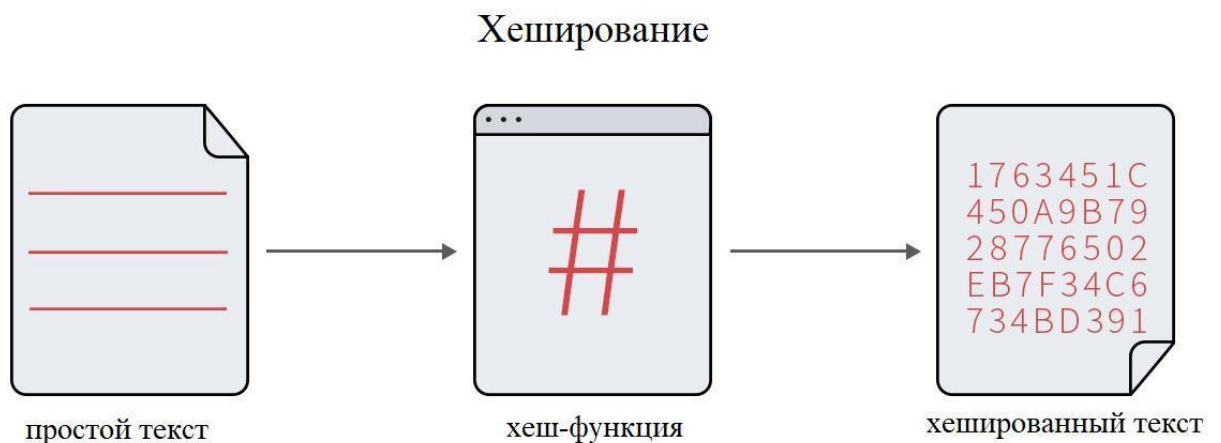 Хеширование
#
1763451C
450A9B79
28776502
EB7F34C6
734BD391
простой текст
хеш-функция
хешированный текст